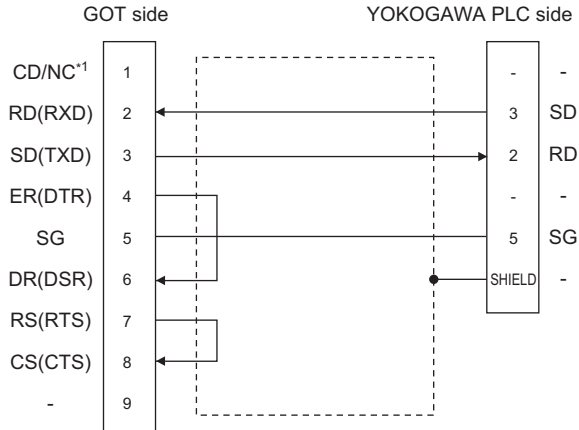 GOT side YOKOGAWA PLC side
CD/NC*1 1 - -
RD(RXD) 2 3 SD
SD(TXD) 3 2 RD
ER(DTR) 4 - -
SG 5 5 SG
DR(DSR) 6 SHIELD -
RS(RTS) 7
CS(CTS) 8
- 9